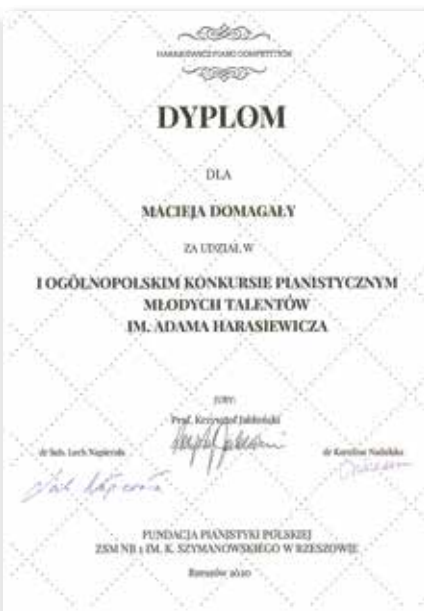 HARASIEWICZ PIANO COMPETITION
DYPLOM
DLA
MACIEJA DOMAGAŁY
ZA UDZIAŁ W
I OGÓLNOPOLSKIM KONKURSIE PIANISTYCZNYM
MŁODYCH TALENTÓW
IM. ADAMA HARASIEWICZA
JURY:
Prof. Krzysztof Jabłoński
dr hab. Lech Napierała
dr Karolina Nadolska
FUNDACJA PIANISTYKI POLSKIEJ
ZSM NR 1 IM. K. SZYMANOWSKIEGO W RZESZOWIE
Rzeszów 2020